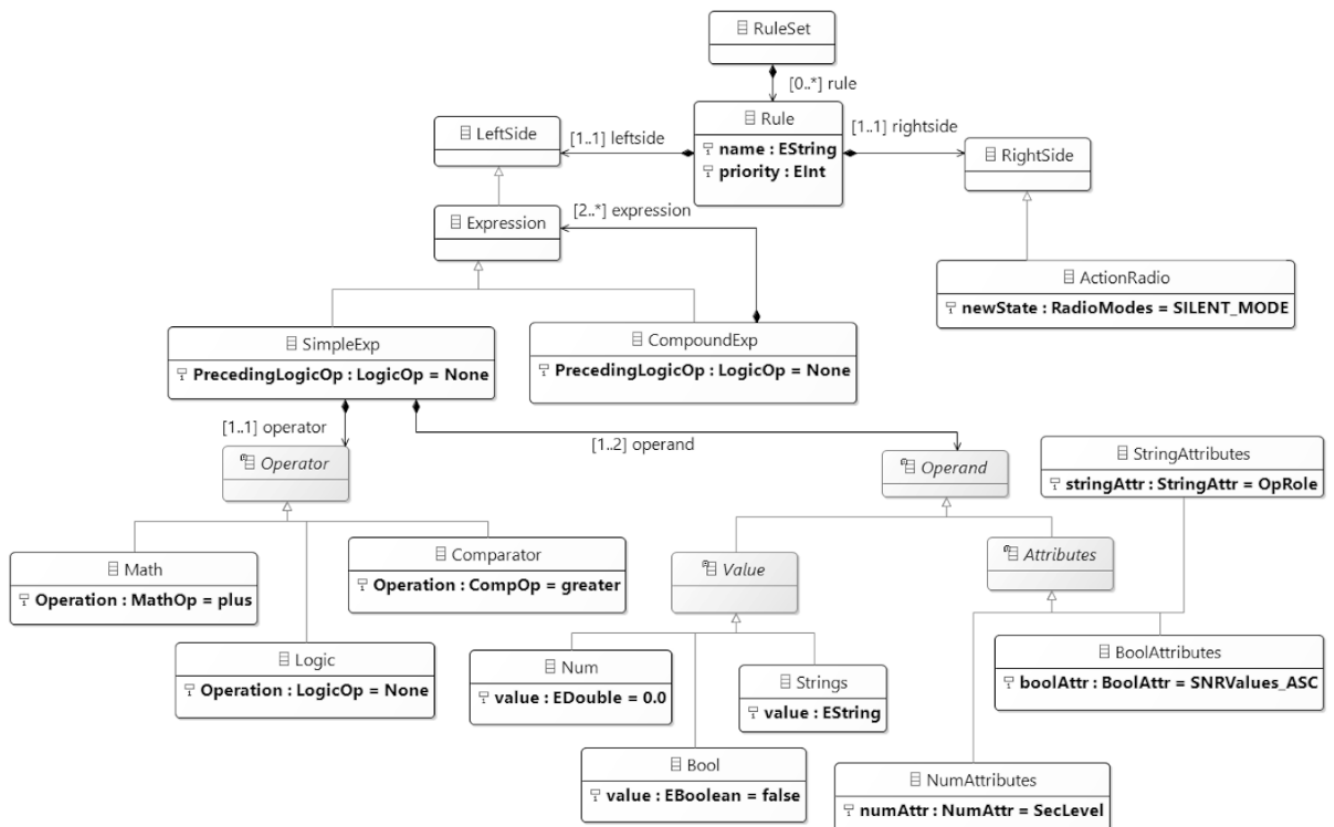 RuleSet
[0..*] rule
Rule
name : EString
priority : EInt
[1..1] leftside
LeftSide
[1..1] rightside
RightSide
Expression
[2..*] expression
ActionRadio
newState : RadioModes = SILENT_MODE
SimpleExp
PrecedingLogicOp : LogicOp = None
CompoundExp
PrecedingLogicOp : LogicOp = None
[1..1] operator
[1..2] operand
Operator
Operand
StringAttributes
stringAttr : StringAttr = OpRole
Math
Operation : MathOp = plus
Comparator
Operation : CompOp = greater
Value
Attributes
Logic
Operation : LogicOp = None
Num
value : EDouble = 0.0
Strings
value : EString
BoolAttributes
boolAttr : BoolAttr = SNRValues_ASC
Bool
value : EBoolean = false
NumAttributes
numAttr : NumAttr = SecLevel